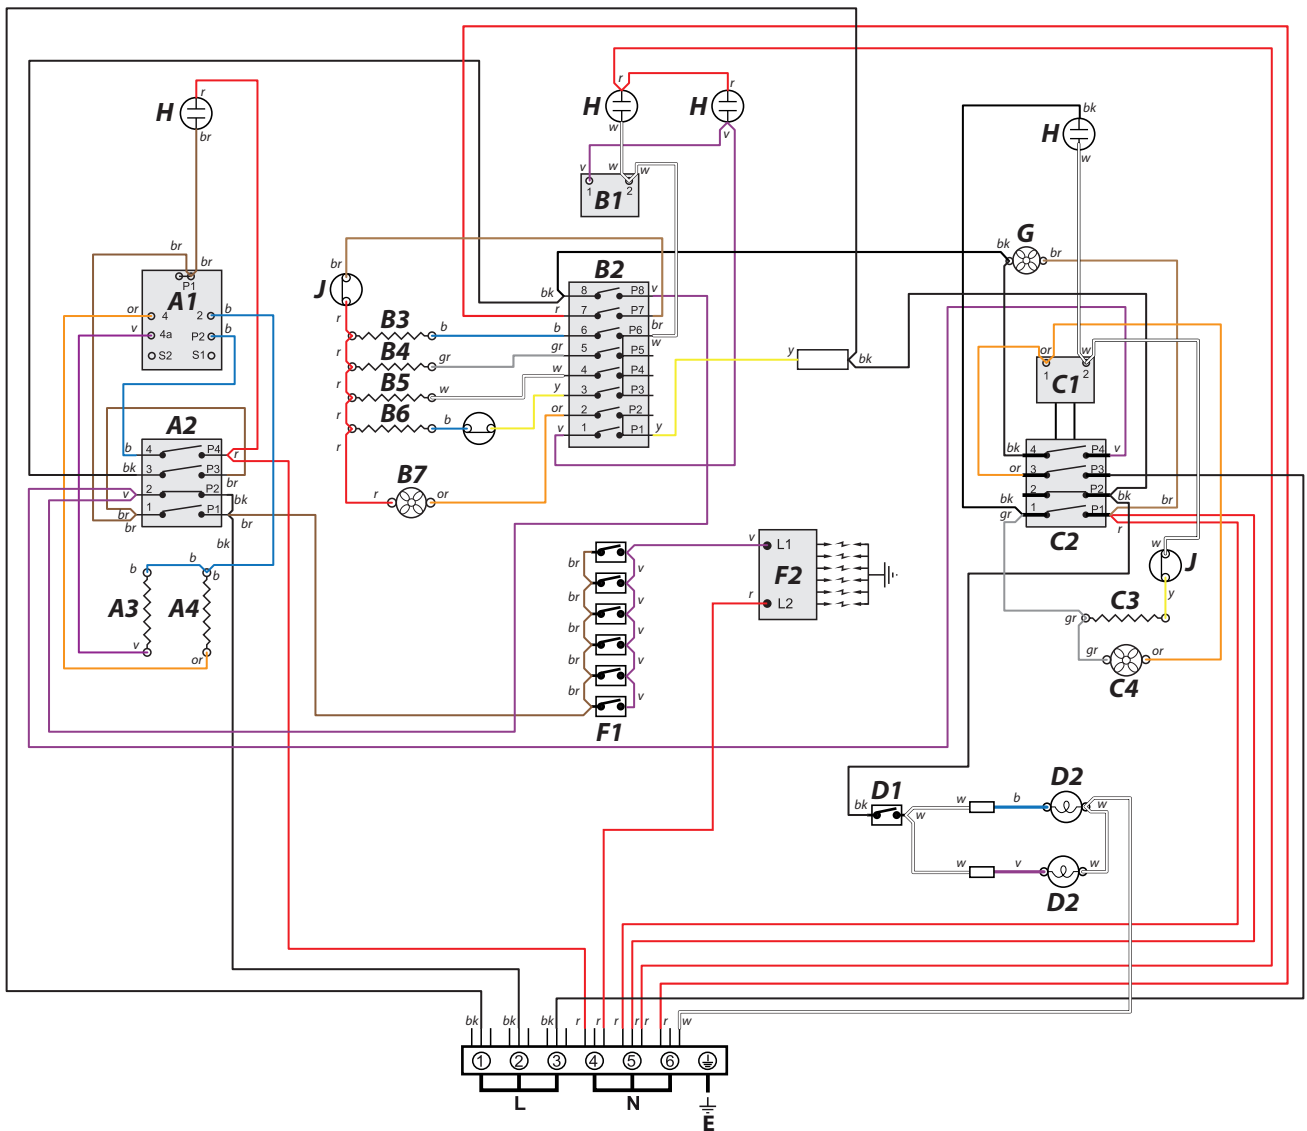 r
r
r
bk
H
H
H
H
br
w
v
w
v
w
w
1
2
B1
br
br
P1
A1
or
4
2
b
v
4a
P2
b
S2
S1
br
J
r
B3
b
r
B4
gr
r
B5
w
r
B6
b
B7
r
or
B2
bk
8
P8
v
r
7
P7
b
6
P6
br
gr
5
P5
w
w
4
P4
y
3
P3
or
2
P2
v
1
P1
y
y
bk
G
bk
br
or
w
1
2
C1
bk
4
P4
v
or
3
P3
2
P2
bk
br
bk
1
P1
gr
r
C2
A2
b
4
P4
r
bk
3
P3
br
v
2
P2
bk
br
1
P1
br
br
bk
b
b
b
A3
A4
v
or
br
v
br
v
br
v
br
v
br
v
F1
v
L1
F2
r
L2
w
J
y
C3
gr
gr
or
C4
D1
bk
w
w
b
D2
w
w
v
w
D2
bk
bk
bk
r
r
r
r
r
r
w
1
2
3
4
5
6
L
N
E